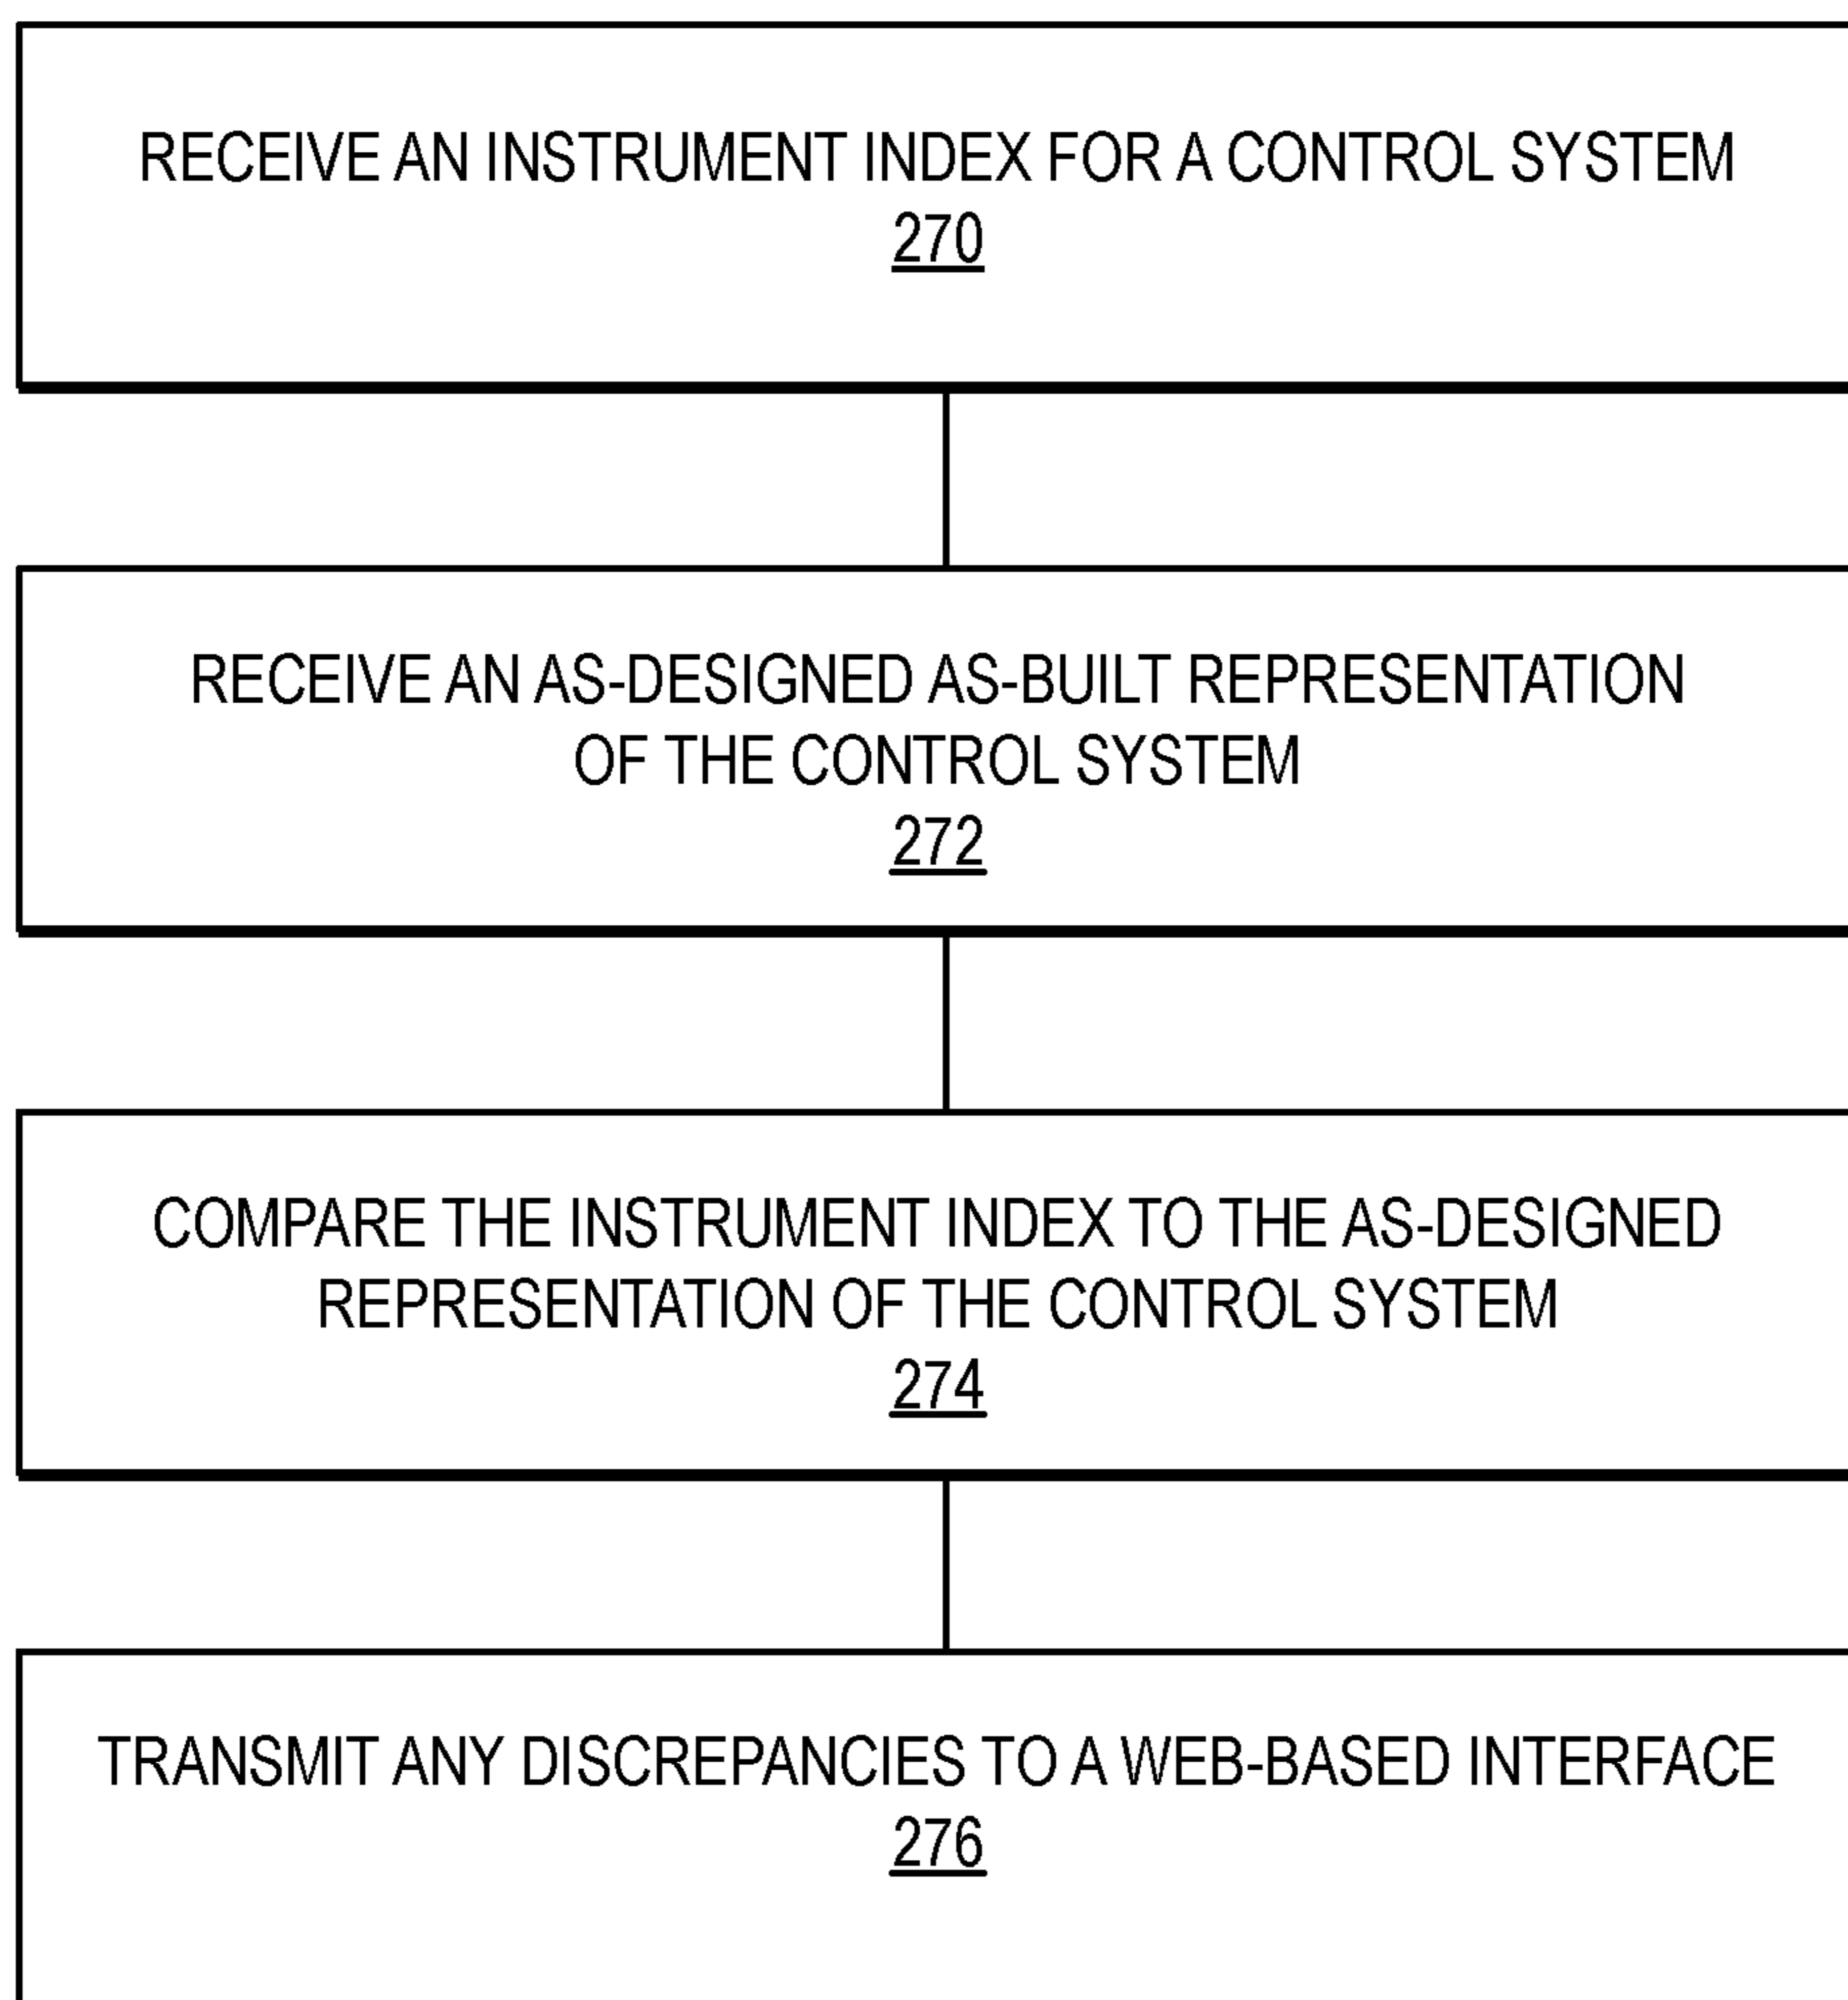 RECEIVE AN INSTRUMENT INDEX FOR A CONTROL SYSTEM
270
RECEIVE AN AS-DESIGNED AS-BUILT REPRESENTATION
OF THE CONTROL SYSTEM
272
COMPARE THE INSTRUMENT INDEX TO THE AS-DESIGNED
REPRESENTATION OF THE CONTROL SYSTEM
274
TRANSMIT ANY DISCREPANCIES TO A WEB-BASED INTERFACE
276